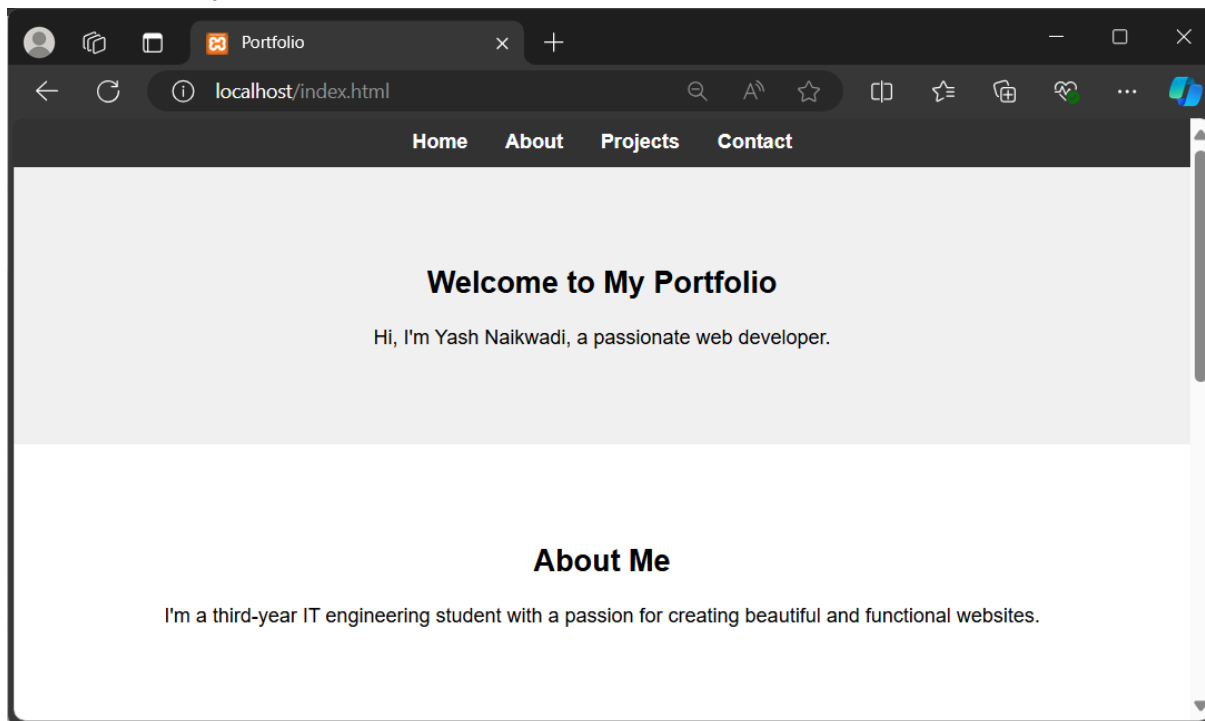 Portfolio
localhost/index.html
Home About Projects Contact
Welcome to My Portfolio
Hi, I'm Yash Naikwadi, a passionate web developer.
About Me
I'm a third-year IT engineering student with a passion for creating beautiful and functional websites.